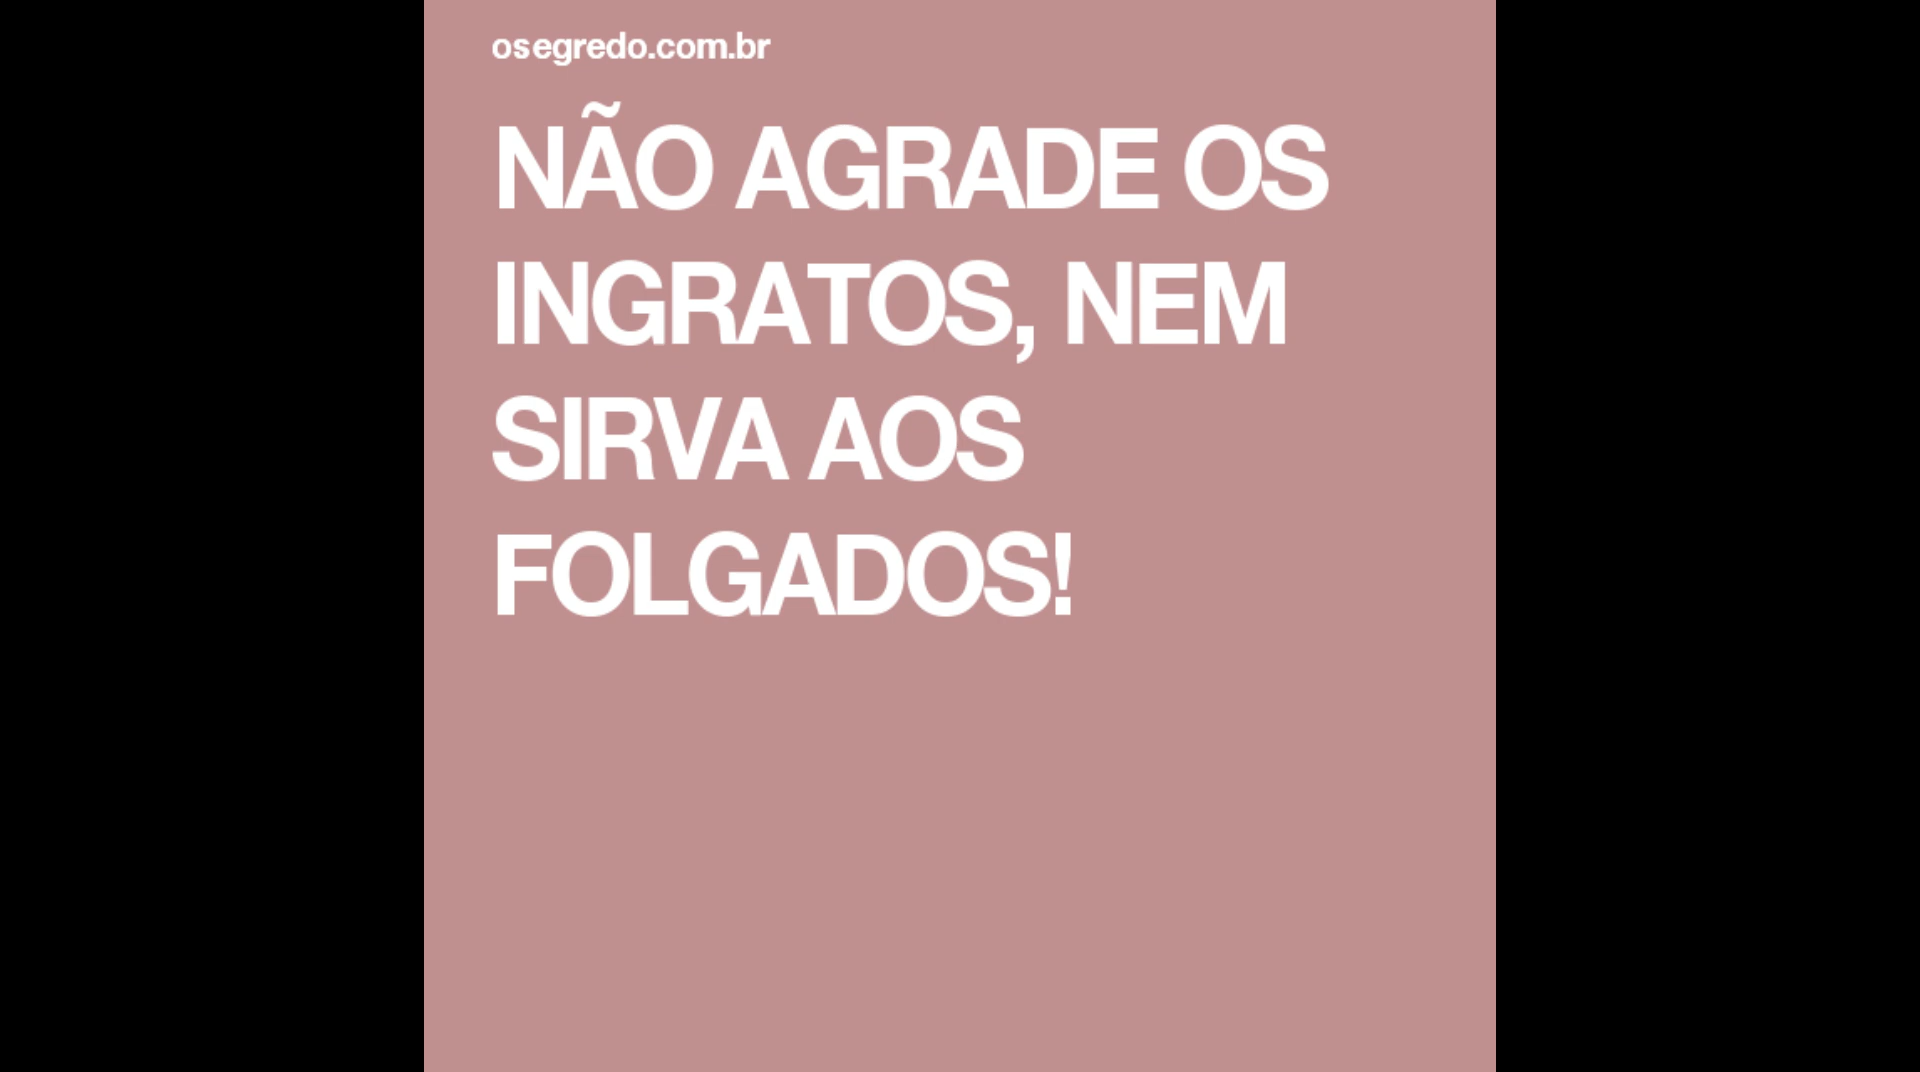 osegredo.com.br
NÃO AGRADE OS
INGRATOS, NEM
SIRVA AOS
FOLGADOS!